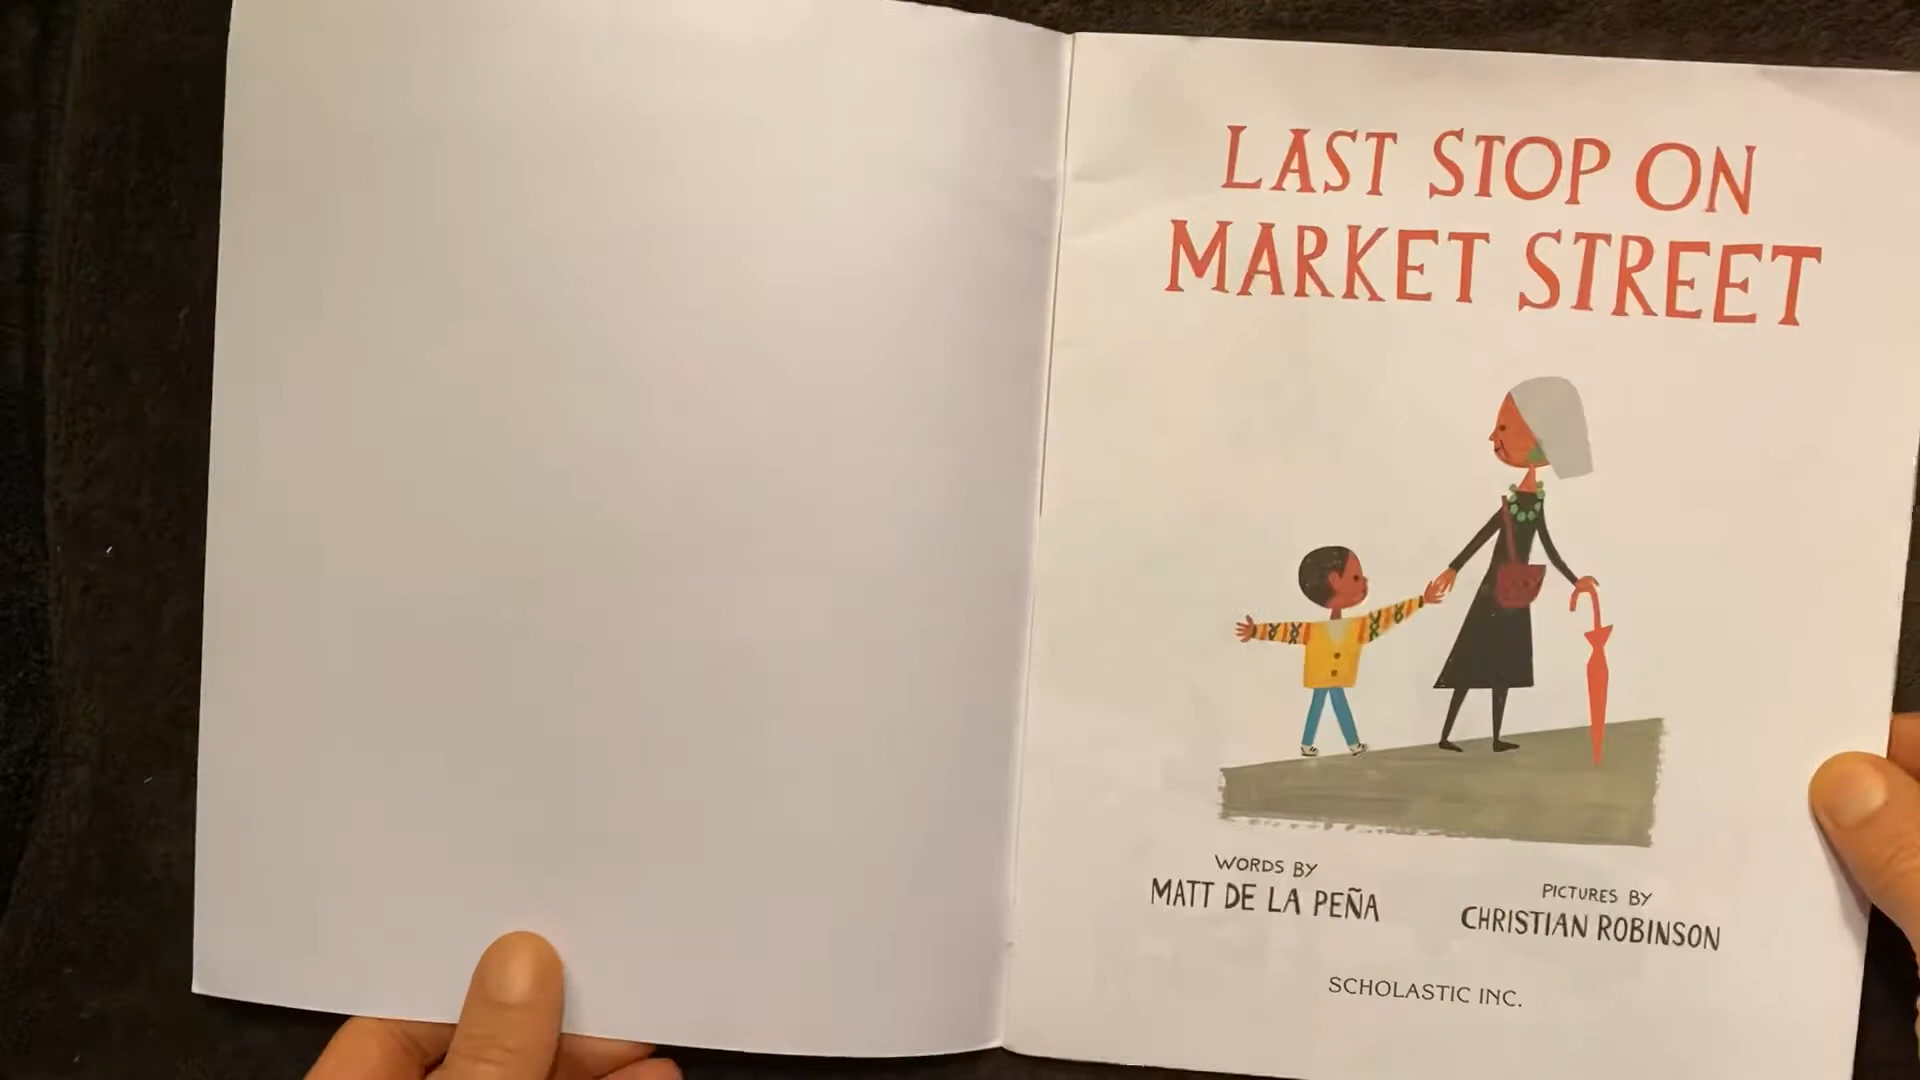 LAST STOP ON
MARKET STREET
WORDS BY
MATT DE LA PEÑA
PICTURES BY
CHRISTIAN ROBINSON
SCHOLASTIC INC.